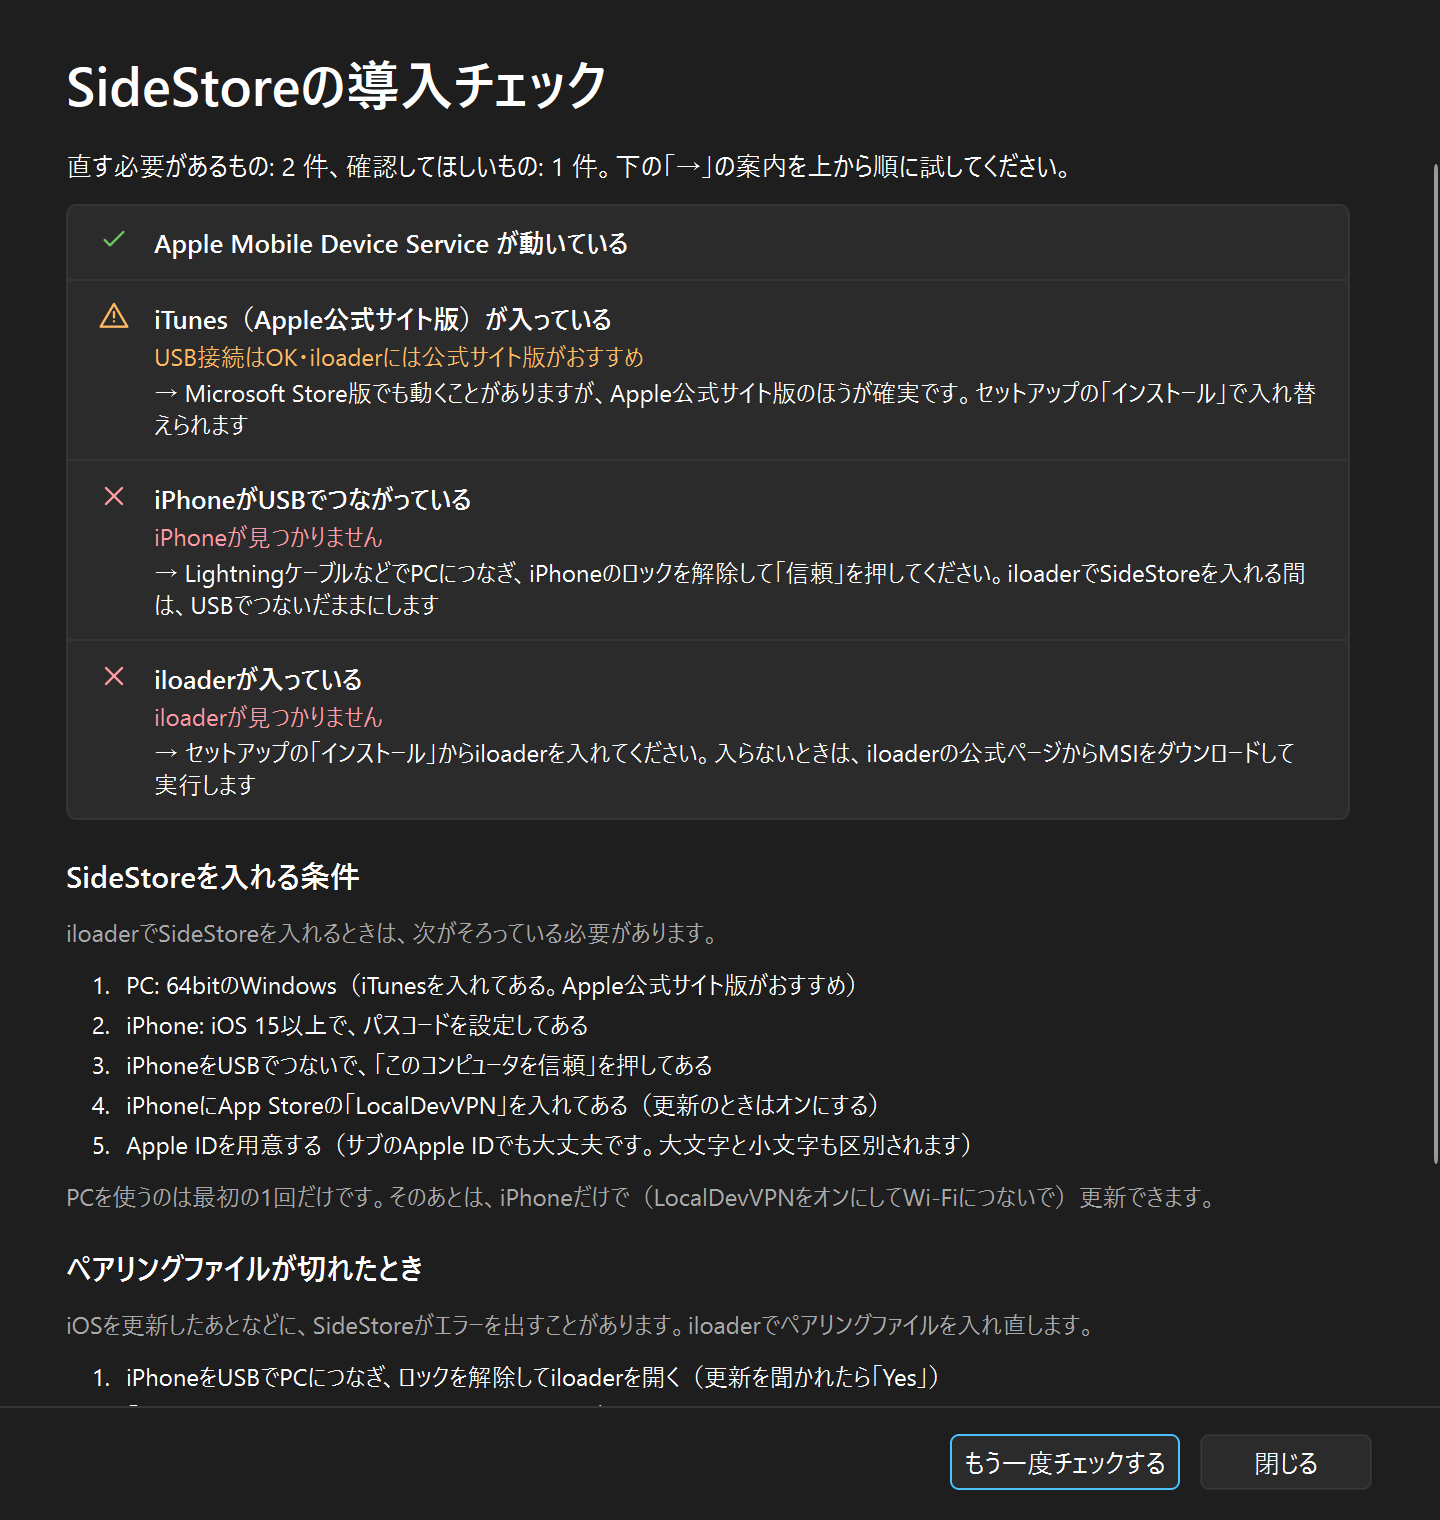 SideStoreの導入チェック
直す必要があるもの: 2 件、確認してほしいもの: 1 件。下の「→」の案内を上から順に試してください。
Apple Mobile Device Service が動いている
iTunes（Apple公式サイト版）が入っている
USB接続はOK・iloaderには公式サイト版がおすすめ
→ Microsoft Store版でも動くことがありますが、Apple公式サイト版のほうが確実です。セットアップの「インストール」で入れ替
えられます
iPhoneがUSBでつながっている
iPhoneが見つかりません
→ LightningケーブルなどでPCにつなぎ、iPhoneのロックを解除して「信頼」を押してください。iloaderでSideStoreを入れる間
は、USBでつないだままにします
iloaderが入っている
iloaderが見つかりません
→ セットアップの「インストール」からiloaderを入れてください。入らないときは、iloaderの公式ページからMSIをダウンロードして
実行します
SideStoreを入れる条件
iloaderでSideStoreを入れるときは、次がそろっている必要があります。
1. PC: 64bitのWindows（iTunesを入れてある。Apple公式サイト版がおすすめ）
2. iPhone: iOS 15以上で、パスコードを設定してある
3. iPhoneをUSBでつないで、「このコンピュータを信頼」を押してある
4. iPhoneにApp Storeの「LocalDevVPN」を入れてある（更新のときはオンにする）
5. Apple IDを用意する（サブのApple IDでも大丈夫です。大文字と小文字も区別されます）
PCを使うのは最初の1回だけです。そのあとは、iPhoneだけで（LocalDevVPNをオンにしてWi-Fiにつないで）更新できます。
ペアリングファイルが切れたとき
iOSを更新したあとなどに、SideStoreがエラーを出すことがあります。iloaderでペアリングファイルを入れ直します。
1. iPhoneをUSBでPCにつなぎ、ロックを解除してiloaderを開く（更新を聞かれたら「Yes」）
もう一度チェックする
閉じる